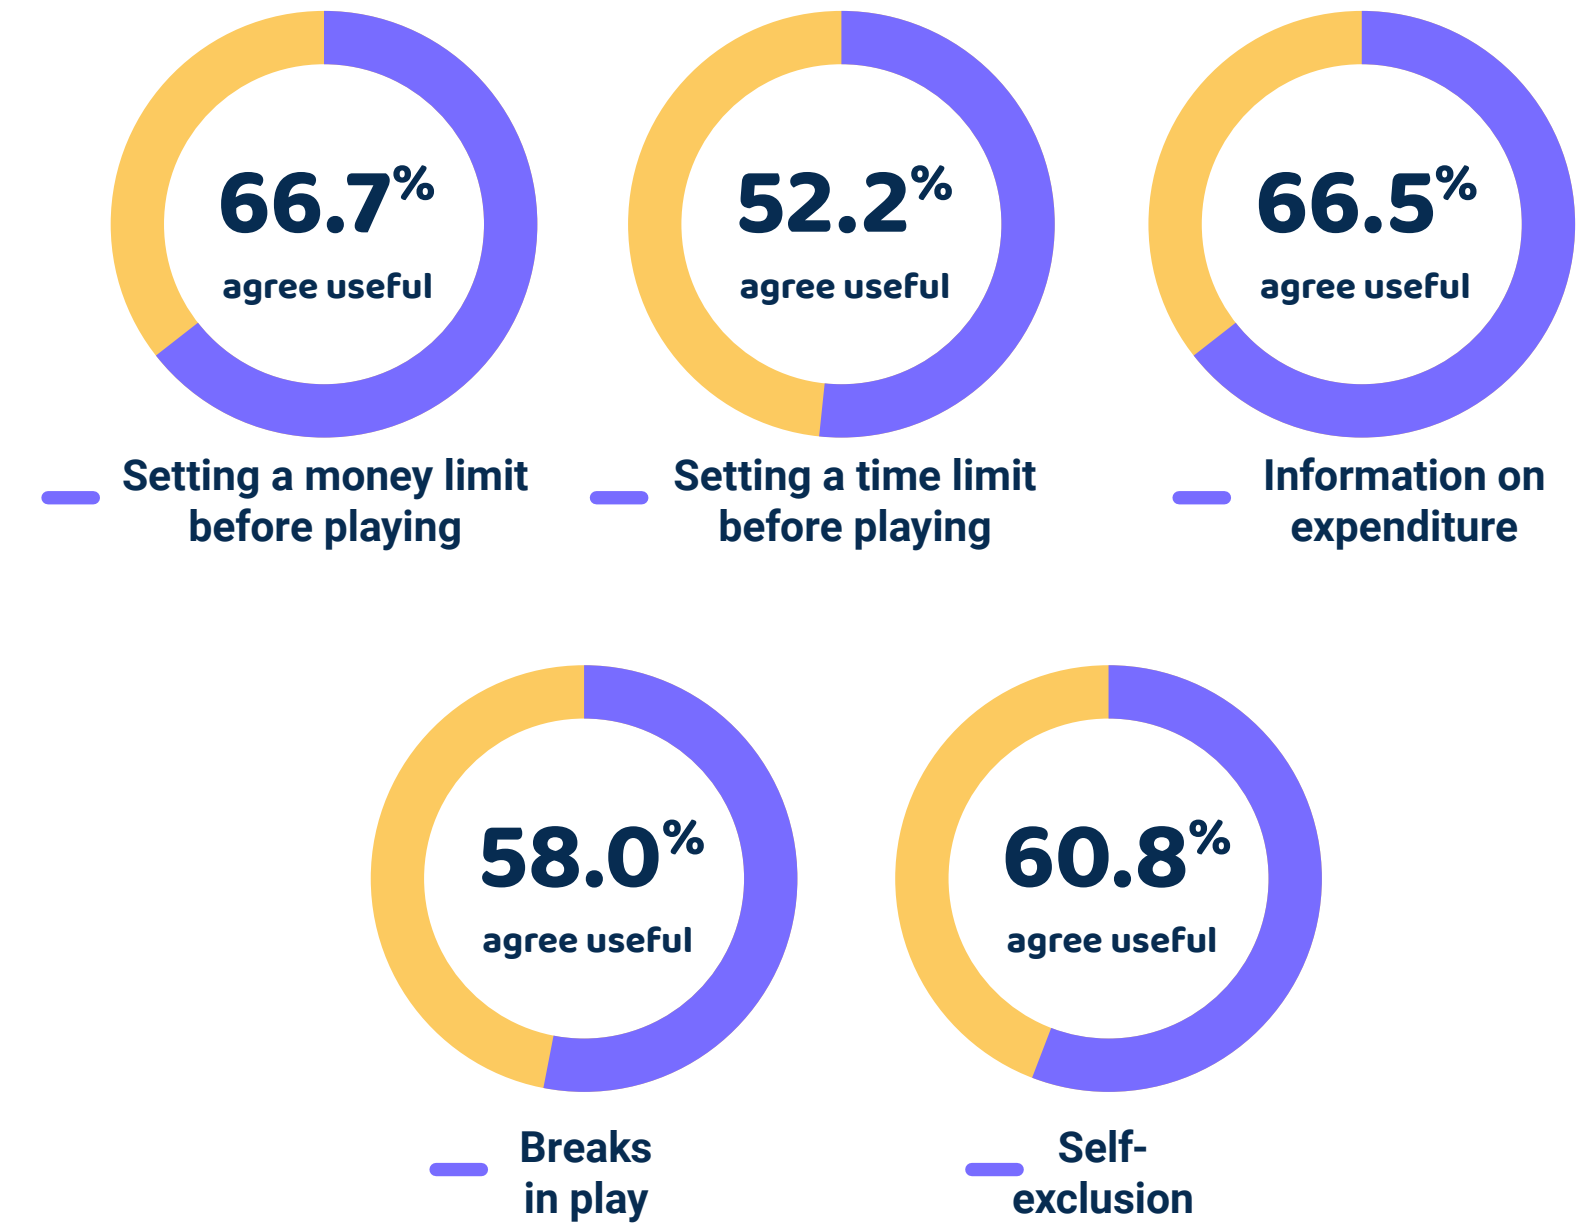 66.7%
agree useful
Setting a money limit
before playing
52.2%
agree useful
Setting a time limit
before playing
66.5%
agree useful
Information on
expenditure
58.0%
agree useful
Breaks
in play
60.8%
agree useful
Self-
exclusion